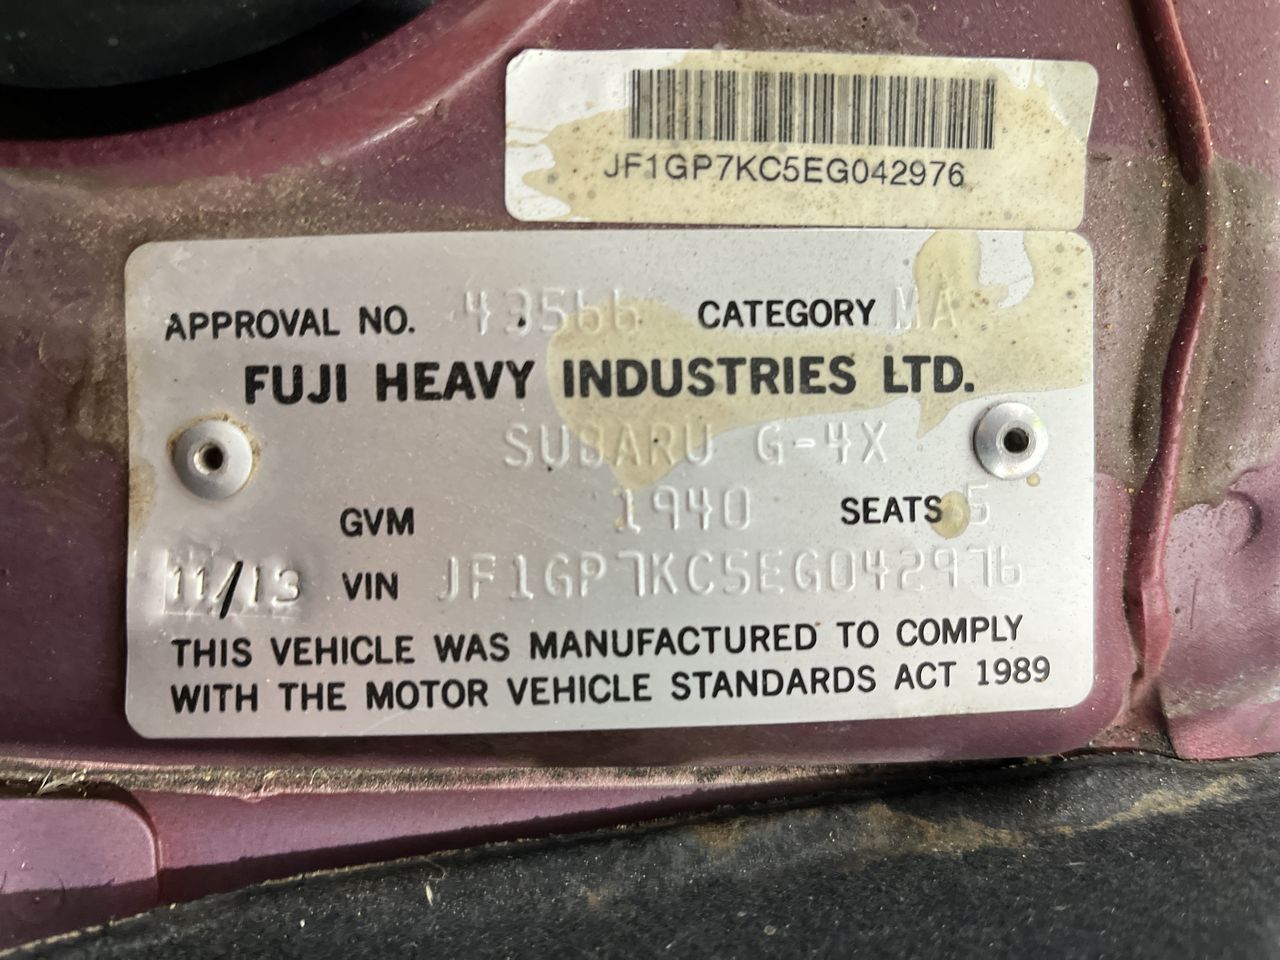 JF1GP7KC5EG042976
APPROVAL NO. 43566 CATEGORY MA
FUJI HEAVY INDUSTRIES LTD.
SUBARU G-4X
GVM 1940 SEATS 5
11/13 VIN JF1GP7KC5EG042976
THIS VEHICLE WAS MANUFACTURED TO COMPLY
WITH THE MOTOR VEHICLE STANDARDS ACT 1989